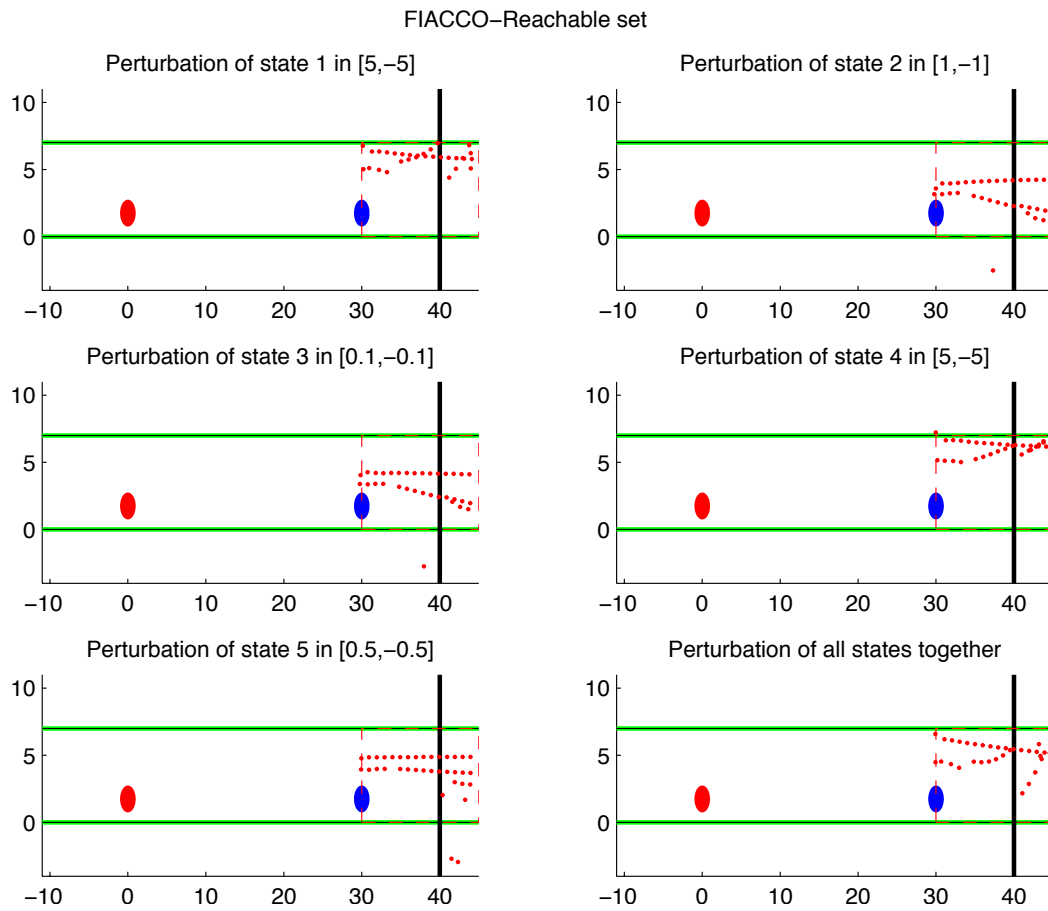 FIACCO−Reachable set
Perturbation of state 1 in [5,−5]
10
5
0
−10 0 10 20 30 40
Perturbation of state 2 in [1,−1]
10
5
0
−10 0 10 20 30 40
Perturbation of state 3 in [0.1,−0.1]
10
5
0
−10 0 10 20 30 40
Perturbation of state 4 in [5,−5]
10
5
0
−10 0 10 20 30 40
Perturbation of state 5 in [0.5,−0.5]
10
5
0
−10 0 10 20 30 40
Perturbation of all states together
10
5
0
−10 0 10 20 30 40